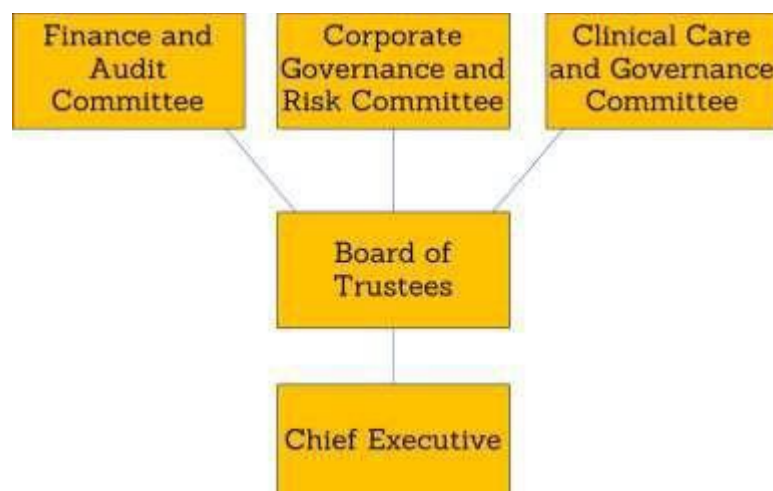 Finance and
Audit
Committee
Corporate
Governance and
Risk Committee
Clinical Care
and Governance
Committee
Board of
Trustees
Chief Executive